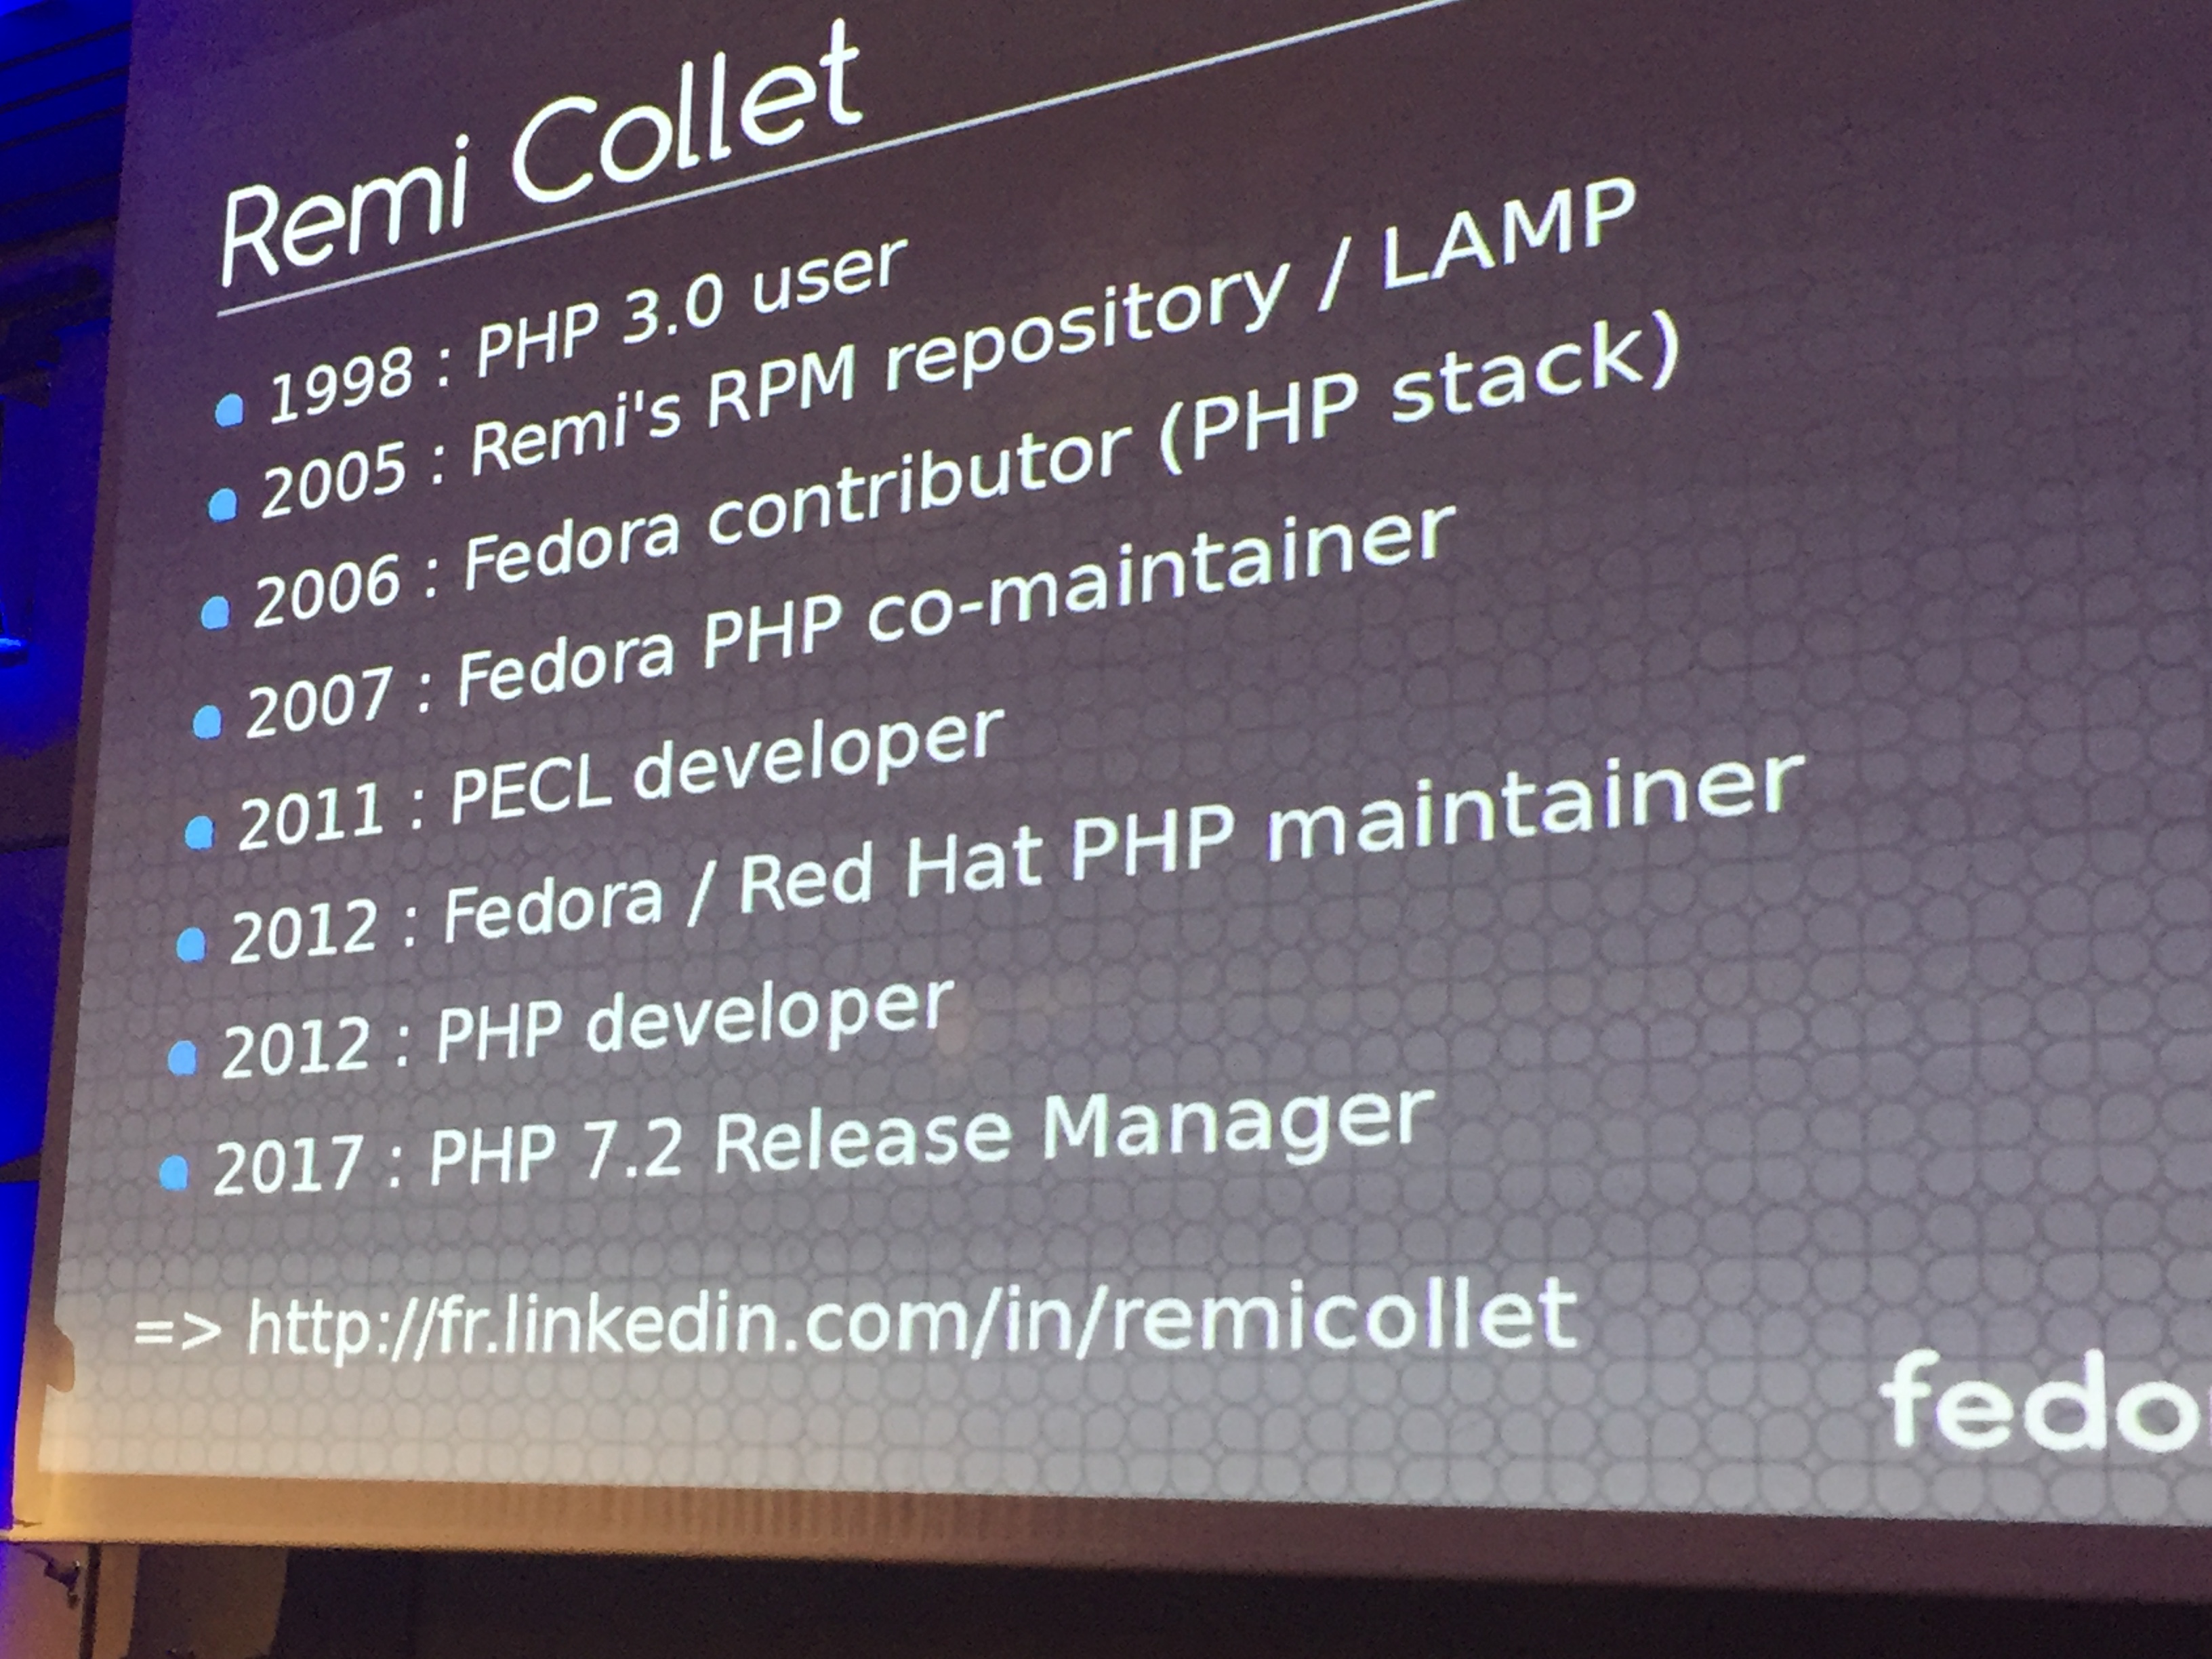 Remi Collet
• 1998 : PHP 3.0 user
• 2005 : Remi's RPM repository / LAMP
• 2006 : Fedora contributor (PHP stack)
• 2007 : Fedora PHP co-maintainer
• 2011 : PECL developer
• 2012 : Fedora / Red Hat PHP maintainer
• 2012 : PHP developer
• 2017 : PHP 7.2 Release Manager
=> http://fr.linkedin.com/in/remicollet
fedo